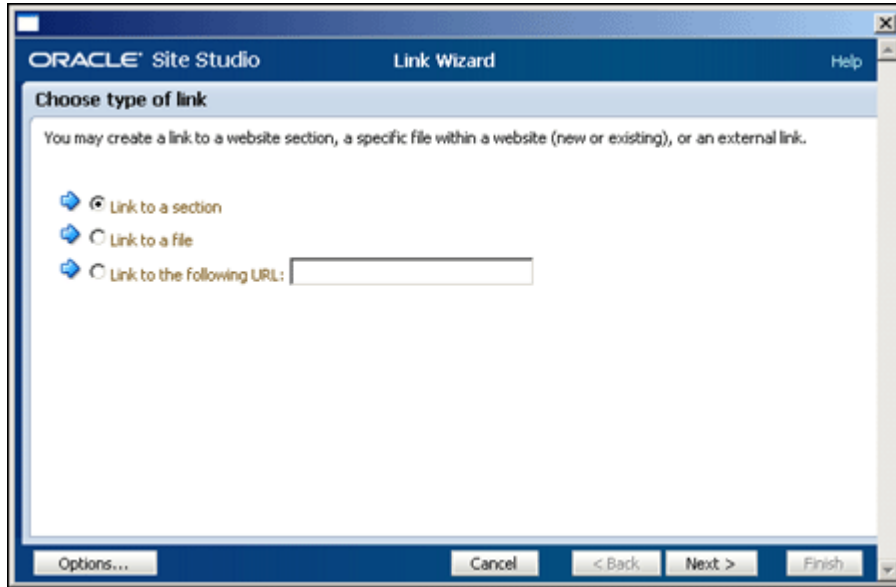 ORACLE Site Studio Link Wizard Help
Choose type of link
You may create a link to a website section, a specific file within a website (new or existing), or an external link.
Link to a section
Link to a file
Link to the following URL:
Options... Cancel < Back Next > Finish